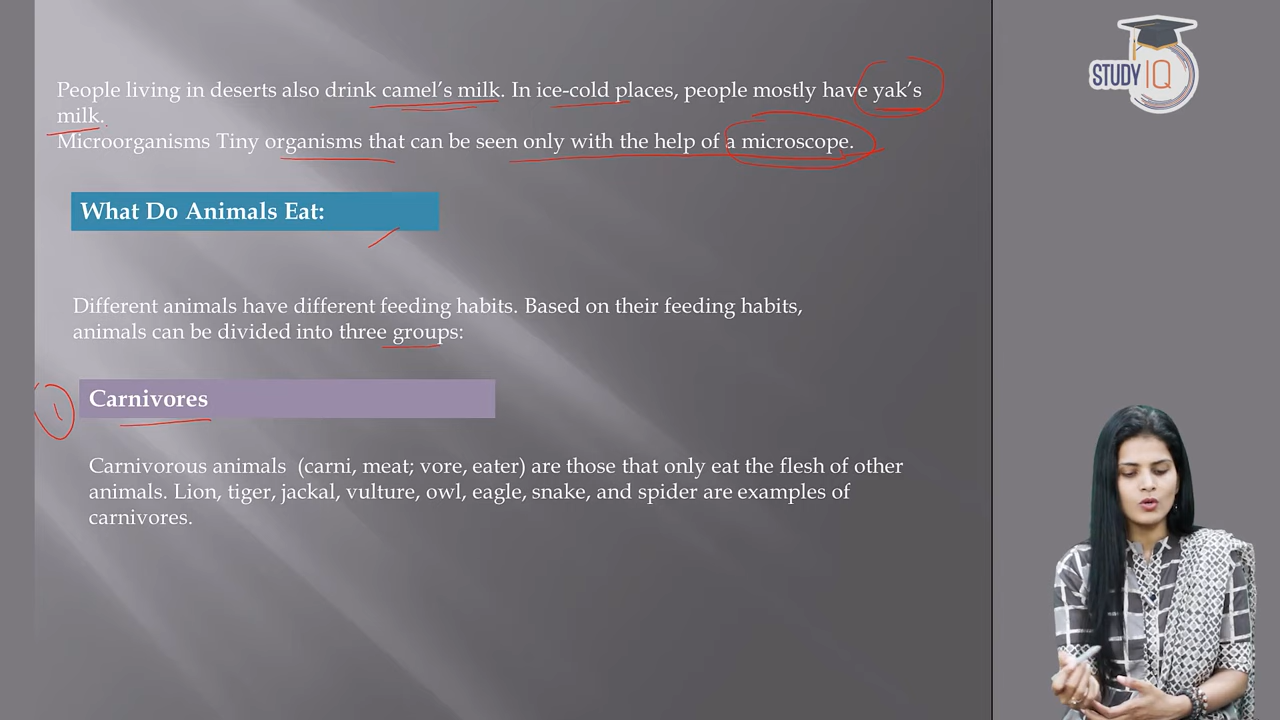 STUDY IQ
People living in deserts also drink camel's milk. In ice-cold places, people mostly have yak's
milk.
Microorganisms Tiny organisms that can be seen only with the help of a microscope.
What Do Animals Eat:
Different animals have different feeding habits. Based on their feeding habits,
animals can be divided into three groups:
1
Carnivores
Carnivorous animals (carni, meat; vore, eater) are those that only eat the flesh of other
animals. Lion, tiger, jackal, vulture, owl, eagle, snake, and spider are examples of
carnivores.